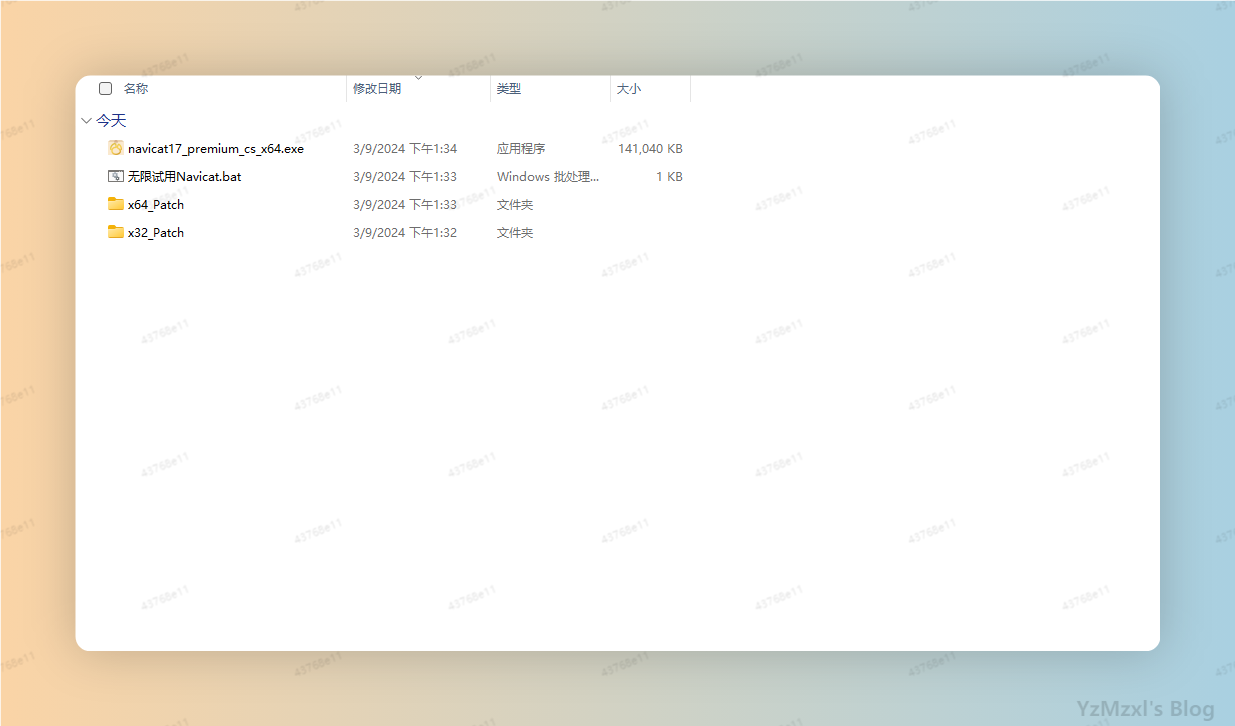 名称 修改日期 类型 大小
今天
navicat17_premium_cs_x64.exe 3/9/2024 下午1:34 应用程序 141,040 KB
无限试用Navicat.bat 3/9/2024 下午1:33 Windows 批处理... 1 KB
x64_Patch 3/9/2024 下午1:33 文件夹
x32_Patch 3/9/2024 下午1:32 文件夹
43768e11
YzMzxl's Blog